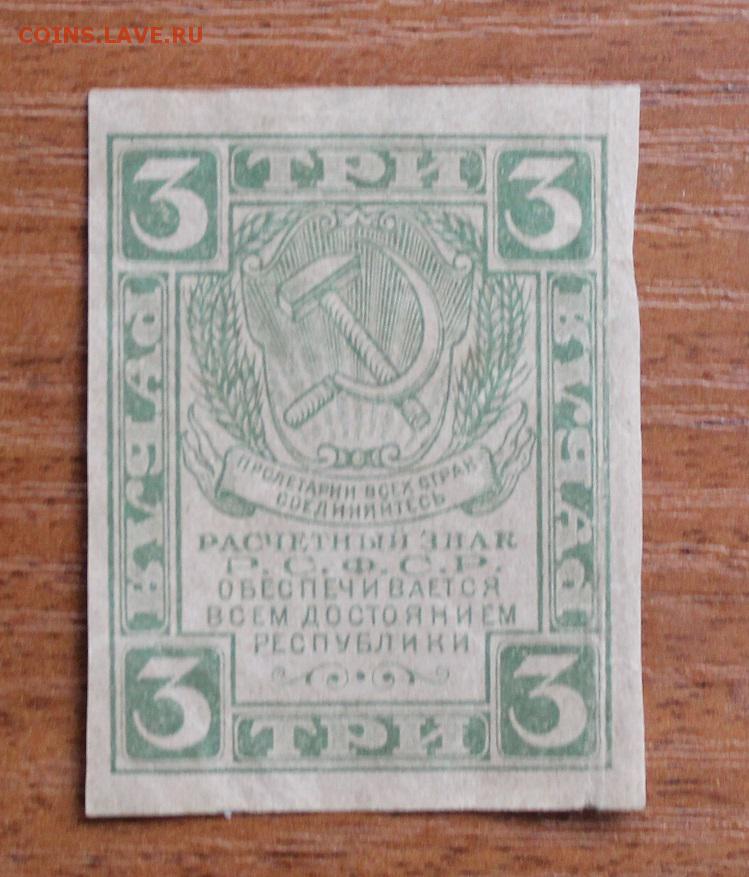 COINS.LAVE.RU
3 ТРИ 3
РУБЛЯ
РУБЛЯ
ПРОЛЕТАРИИ ВСЕХ СТРАН
СОЕДИНЯЙТЕСЬ
РАСЧЕТНЫЙ ЗНАК
Р.С.Ф.С.Р.
ОБЕСПЕЧИВАЕТСЯ
ВСЕМ ДОСТОЯНИЕМ
РЕСПУБЛИКИ
3 ТРИ 3